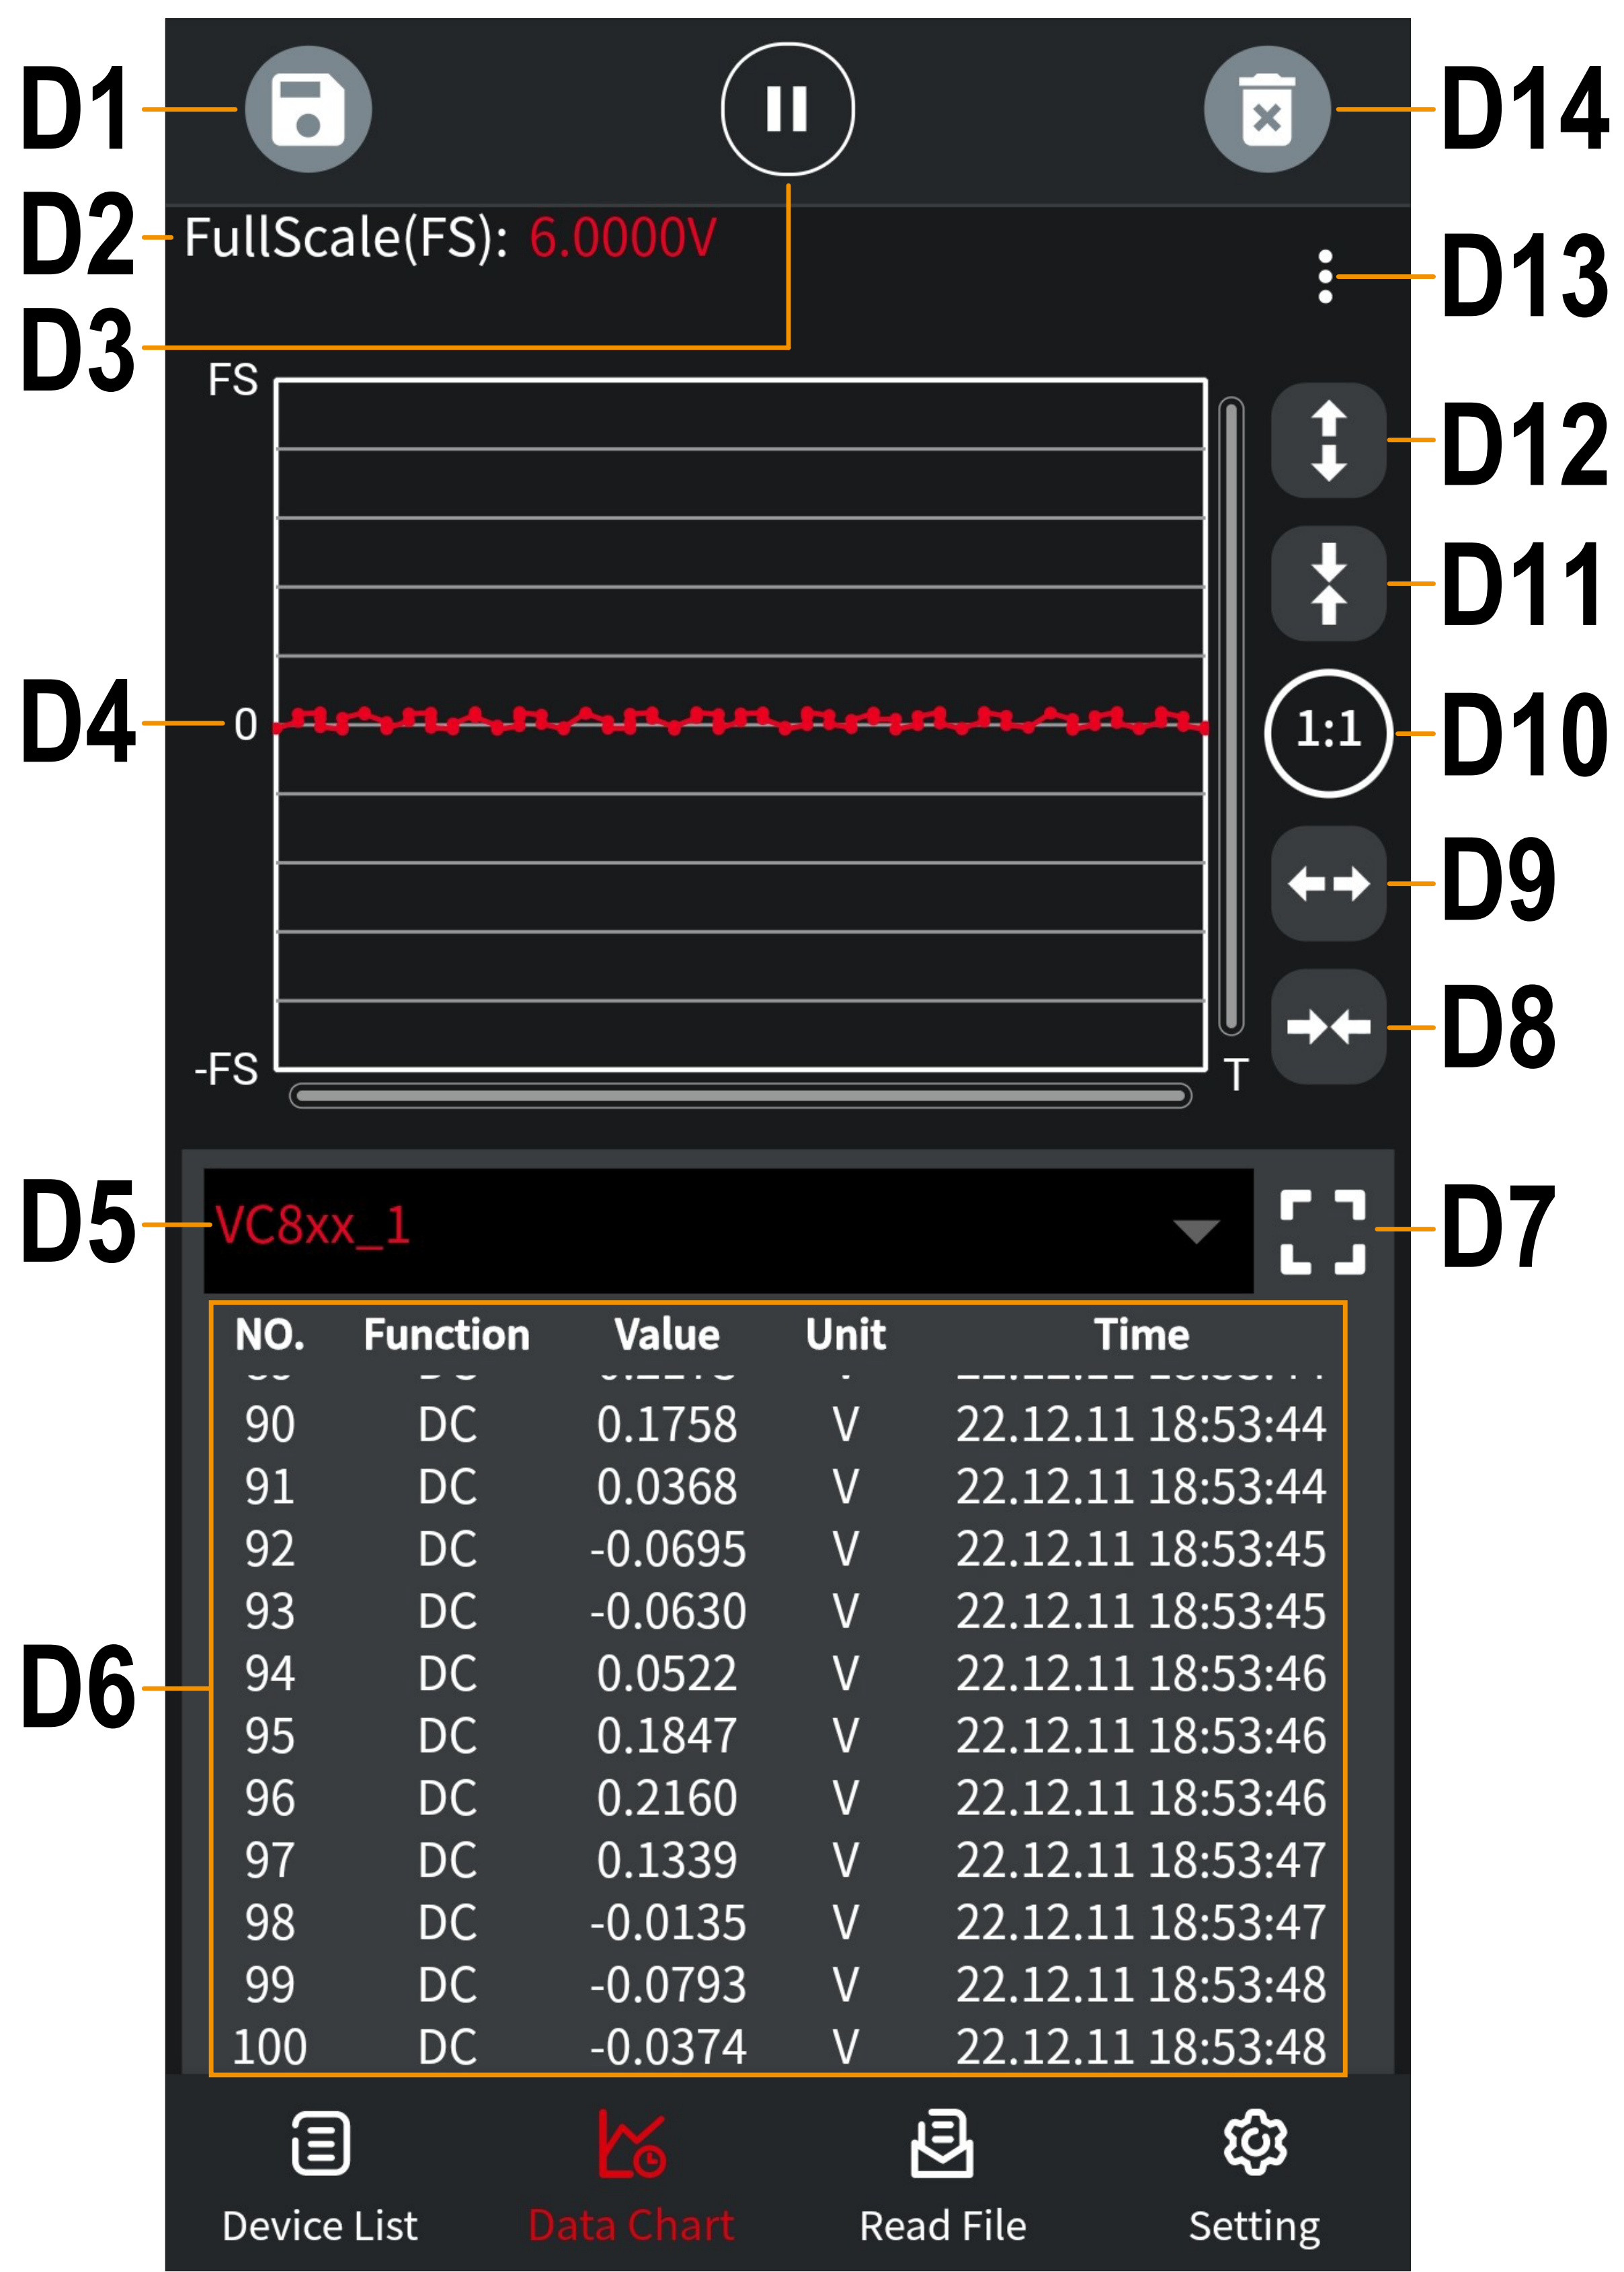 D1
D14
D2
FullScale(FS): 6.0000V
D13
D3
FS
D12
D11
D4
0
1:1
D10
D9
D8
-FS
T
D5
VC8xx_1
D7
NO. Function Value Unit Time
90 DC 0.1758 V 22.12.11 18:53:44
91 DC 0.0368 V 22.12.11 18:53:44
92 DC -0.0695 V 22.12.11 18:53:45
93 DC -0.0630 V 22.12.11 18:53:45
D6
94 DC 0.0522 V 22.12.11 18:53:46
95 DC 0.1847 V 22.12.11 18:53:46
96 DC 0.2160 V 22.12.11 18:53:46
97 DC 0.1339 V 22.12.11 18:53:47
98 DC -0.0135 V 22.12.11 18:53:47
99 DC -0.0793 V 22.12.11 18:53:48
100 DC -0.0374 V 22.12.11 18:53:48
Device List Data Chart Read File Setting